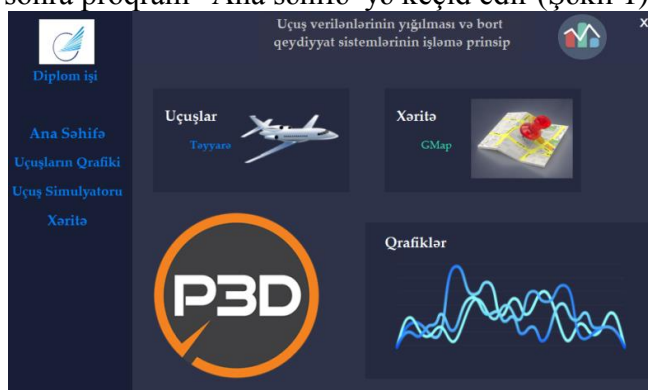 sonra proqram "Ana səhifə"yə keçid edir (Şəkil 1)
Uçuş verilənlərinin yığılması və bort
qeydiyyat sistemlərinin işləmə prinsip
X
Diplom işi
Ana Səhifə
Uçuşların Qrafiki
Uçuş Simulyatoru
Xəritə
Uçuşlar
Təyyarə
Xəritə
GMap
P3D
Qrafiklər